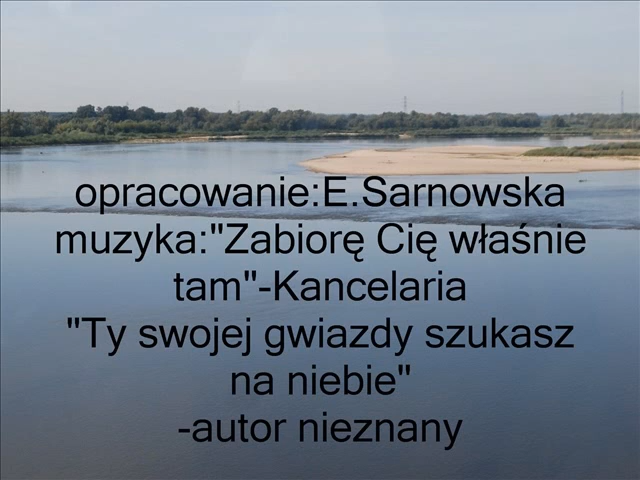 opracowanie:E.Sarnowska
muzyka:"Zabiorę Cię właśnie
tam"-Kancelaria
"Ty swojej gwiazdy szukasz
na niebie"
-autor nieznany